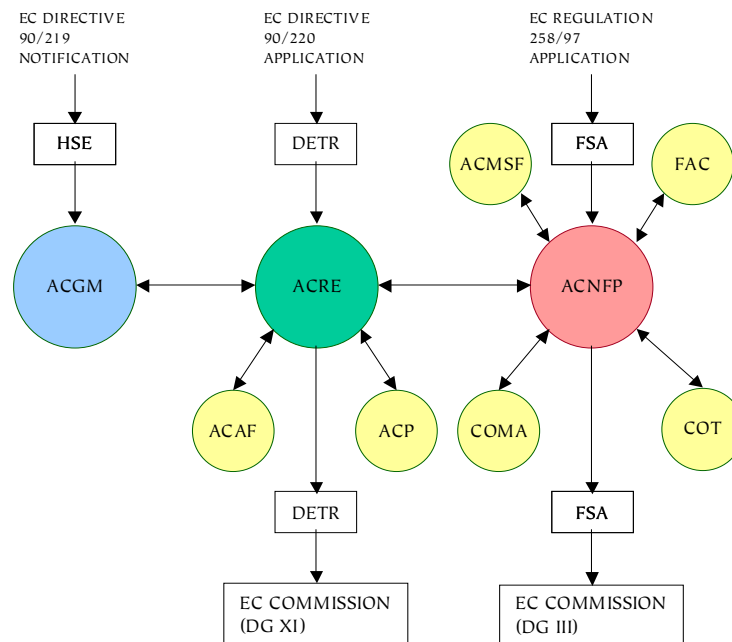 EC DIRECTIVE
90/219
NOTIFICATION
EC DIRECTIVE
90/220
APPLICATION
EC REGULATION
258/97
APPLICATION
HSE
DETR
FSA
ACMSF
FAC
ACGM
ACRE
ACNFP
ACAF
ACP
COMA
COT
DETR
FSA
EC COMMISSION
(DG XI)
EC COMMISSION
(DG III)